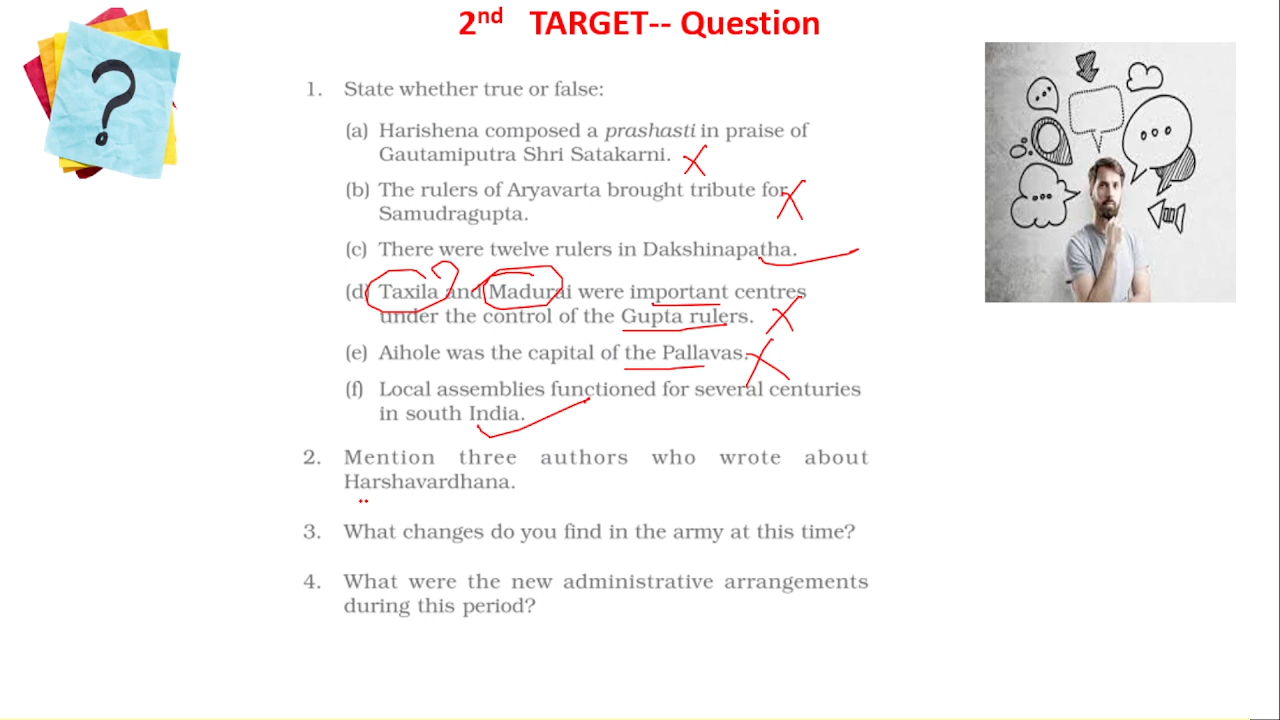 2nd TARGET-- Question
1. State whether true or false:
(a) Harishena composed a prashasti in praise of
Gautamiputra Shri Satakarni.
(b) The rulers of Aryavarta brought tribute for
Samudragupta.
(c) There were twelve rulers in Dakshinapatha.
(d) Taxila and Madurai were important centres
under the control of the Gupta rulers.
(e) Aihole was the capital of the Pallavas.
(f) Local assemblies functioned for several centuries
in south India.
2. Mention three authors who wrote about
Harshavardhana.
3. What changes do you find in the army at this time?
4. What were the new administrative arrangements
during this period?